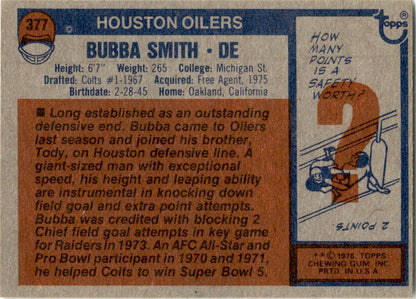 377
HOUSTON OILERS
topps
BUBBA SMITH • DE
Height: 6'7" Weight: 265 College: Michigan St.
Drafted: Colts #1-1967 Acquired: Free Agent, 1975
Birthdate: 2-28-45 Home: Oakland, California
■ Long established as an outstanding
defensive end. Bubba came to Oilers
last season and joined his brother,
Tody, on Houston defensive line. A
giant-sized man with exceptional
speed, his height and leaping ability
are instrumental in knocking down
field goal and extra point attempts.
Bubba was credited with blocking 2
Chief field goal attempts in key game
for Raiders in 1973. An AFC All-Star and
Pro Bowl participant in 1970 and 1971,
he helped Colts to win Super Bowl 5.
HOW
MANY
POINTS
IS A
SAFETY
WORTH?
?
2 POINTS
**© 1976 TOPPS
CHEWING GUM, INC.
PRTD. IN U.S.A.